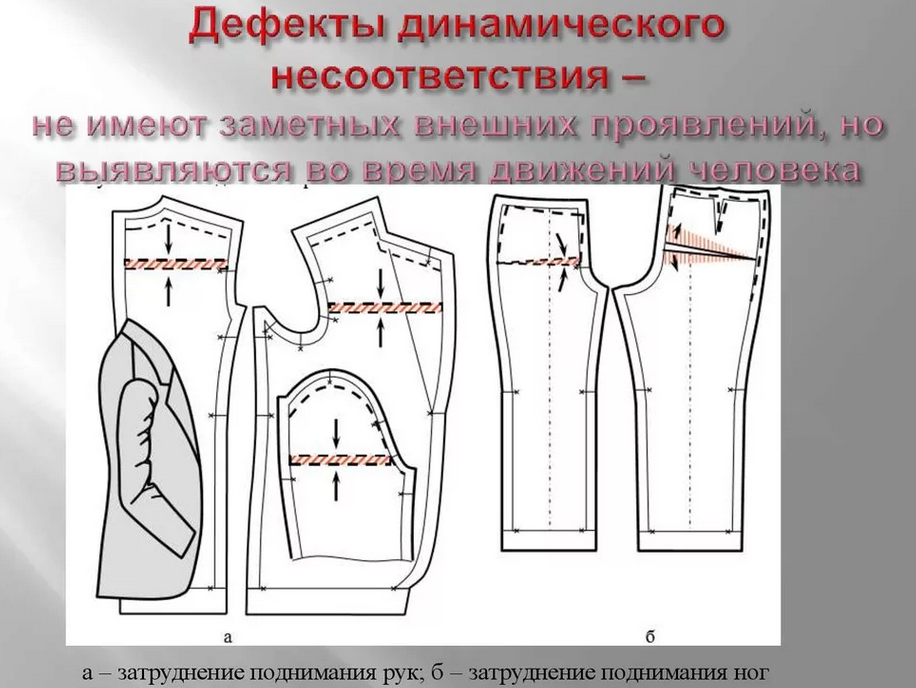 Дефекты динамического
несоответствия –
не имеют заметных внешних проявлений, но
выявляются во время движений человека
а
б
а – затруднение поднимания рук; б – затруднение поднимания ног